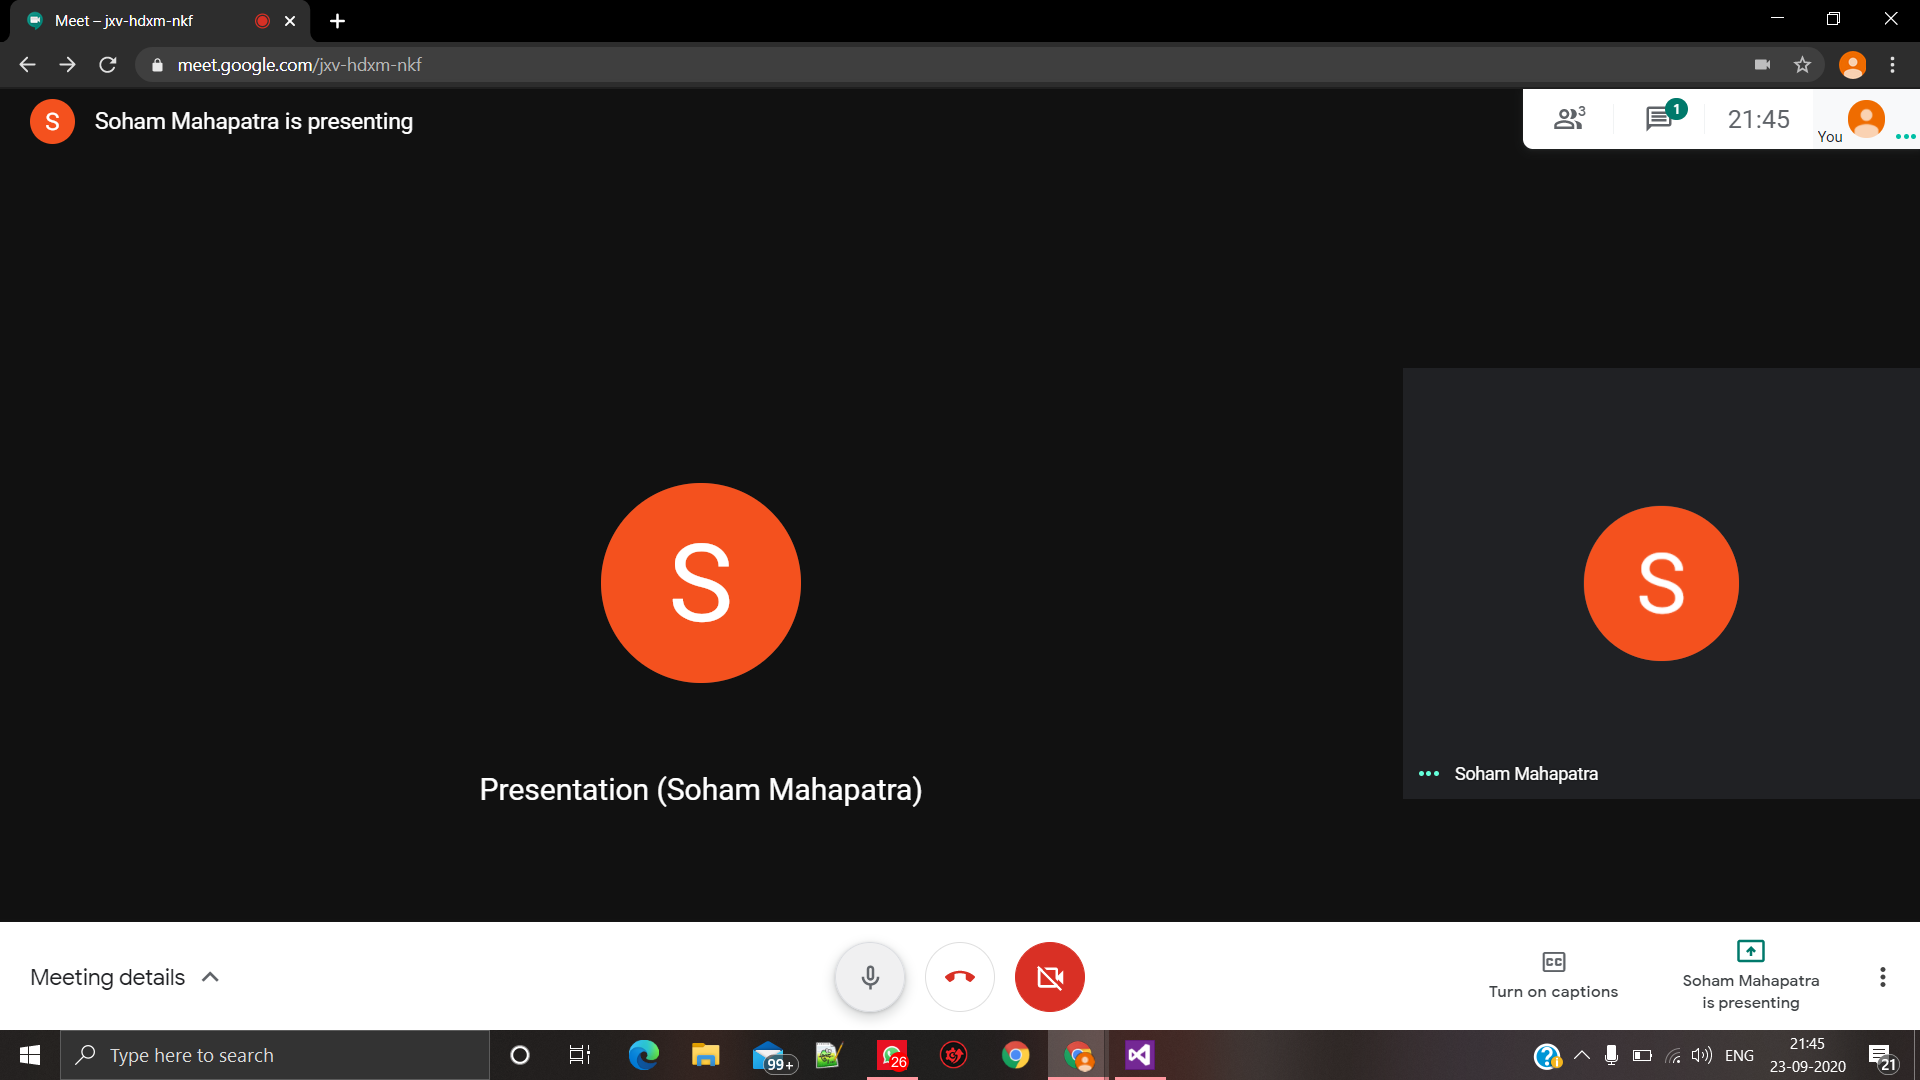 Meet – jxv-hdxm-nkf
meet.google.com/jxv-hdxm-nkf
S
Soham Mahapatra is presenting
3
1
21:45
You
S
Presentation (Soham Mahapatra)
S
Soham Mahapatra
Meeting details
CC
Turn on captions
Soham Mahapatra
is presenting
Type here to search
99+
26
ENG
21:45
23-09-2020
21